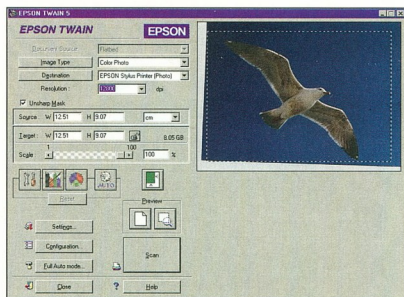 EPSON TWAIN 5
EPSON TWAIN
EPSON
Document Source Flatbed
Image Type Color Photo
Destination EPSON Stylus Printer (Photo)
Resolution: dpi
Unsharp Mask
Source: W 12.51 H 9.07 cm
Target: W 12.51 H 9.07 8.05 GB
1 100
Scale 100 %
AUTO
Reset
Preview
Settings...
Configuration...
Full Auto mode...
Scan
Close
Help